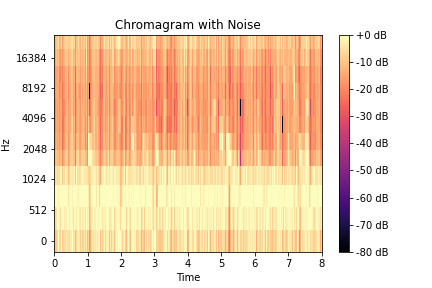 Chromagram with Noise
Hz
16384
8192
4096
2048
1024
512
0
0 1 2 3 4 5 6 7 8
Time
+0 dB
-10 dB
-20 dB
-30 dB
-40 dB
-50 dB
-60 dB
-70 dB
-80 dB